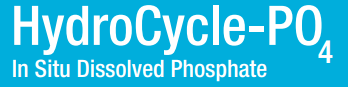 HydroCycle-PO₄
In Situ Dissolved Phosphate